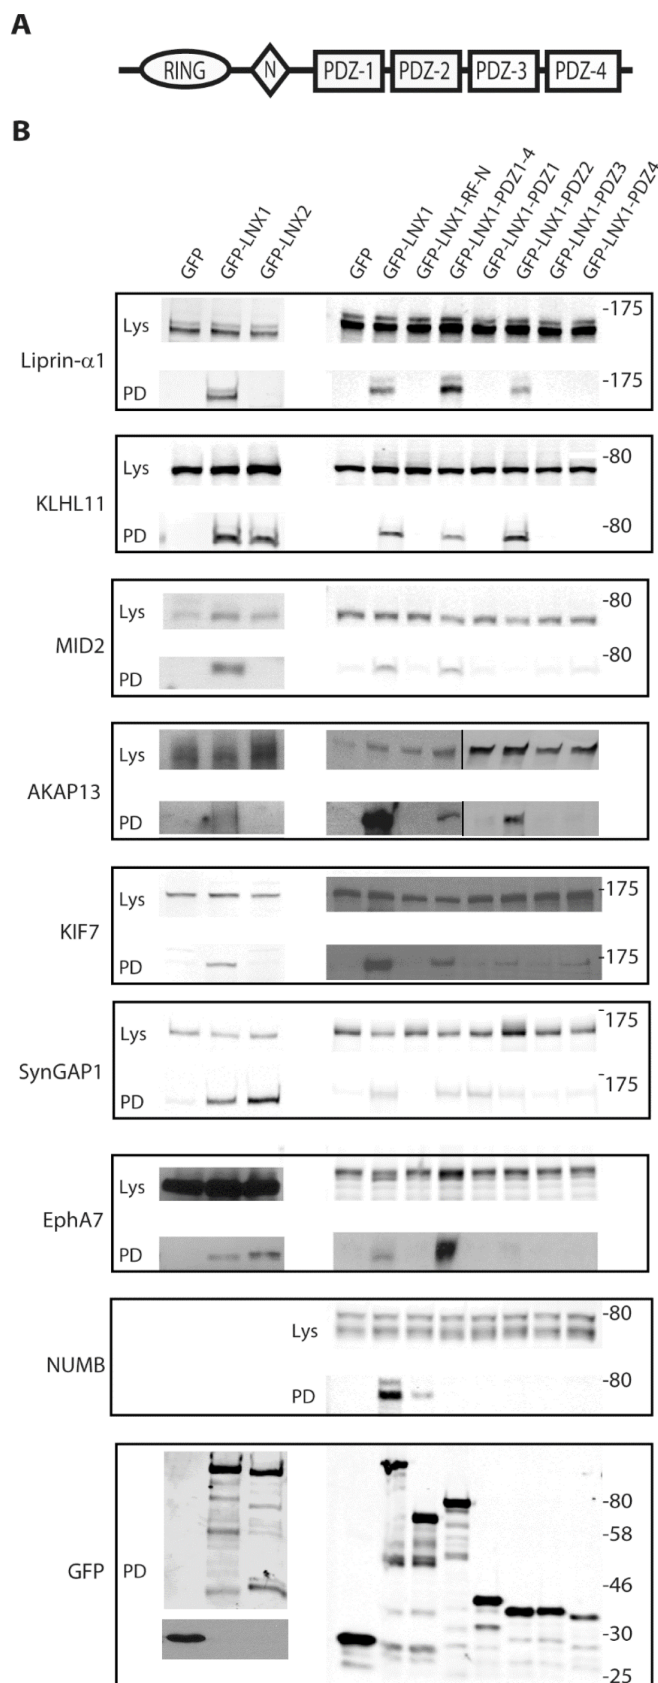 A
RING N PDZ-1 PDZ-2 PDZ-3 PDZ-4
B
GFP GFP-LNX1 GFP-LNX2 GFP GFP-LNX1 GFP-LNX1-RF-N GFP-LNX1-PDZ1-4 GFP-LNX1-PDZ1 GFP-LNX1-PDZ2 GFP-LNX1-PDZ3 GFP-LNX1-PDZ4
Lys -175
Liprin-α1
PD -175
Lys -80
KLHL11
PD -80
Lys -80
MID2
PD -80
Lys
AKAP13
PD
Lys -175
KIF7
PD -175
Lys -175
SynGAP1
PD -175
Lys
EphA7
PD
Lys -80
NUMB
PD -80
-80
-58
GFP PD
-46
-30
-25